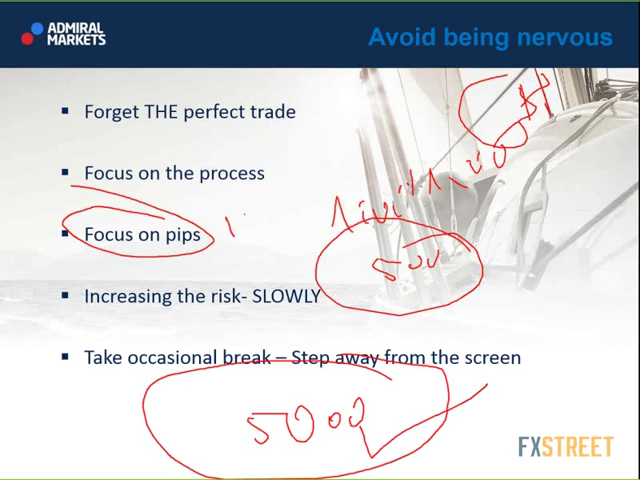 ADMIRAL
MARKETS
Avoid being nervous
Forget THE perfect trade
Focus on the process
Focus on pips
500
Increasing the risk- SLOWLY
Take occasional break – Step away from the screen
5000
FXSTREET